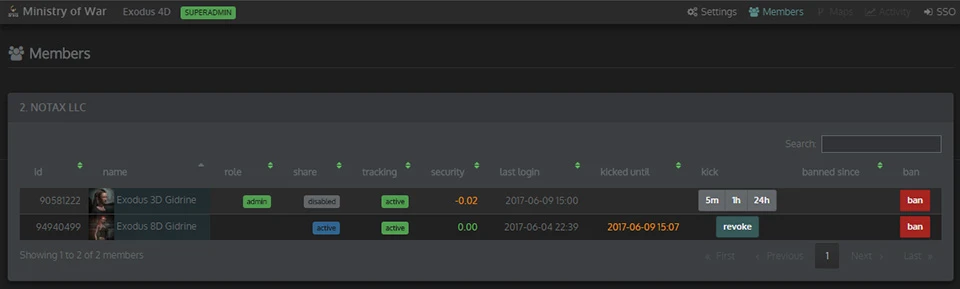 Ministry of War Exodus 4D SUPERADMIN Settings Members Maps Activity SSO
Members
2. NOTAX LLC
Search:
Id name role share tracking security last login kicked until kick banned since ban
90581222 Exodus 3D Gidrine admin disabled active -0.02 2017-06-09 15:00 5m 1h 24h ban
94940499 Exodus 8D Gidrine active active 0.00 2017-06-04 22:39 2017-06-09 15:07 revoke ban
Showing 1 to 2 of 2 members « First ‹ Previous 1 Next › Last »